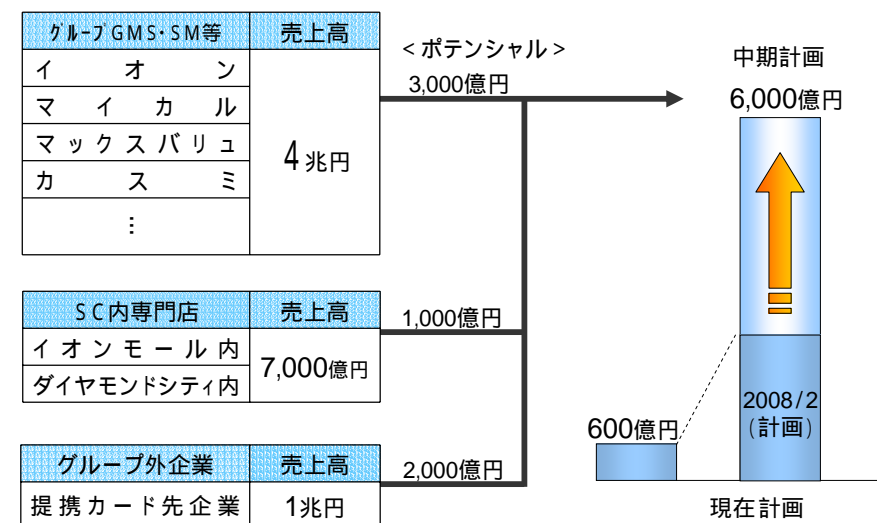 グループGMS・SM等 売上高
イオン
マイカル
マックスバリュ
カスミ
⋮
4兆円
<ポテンシャル>
3,000億円
SC内専門店 売上高
イオンモール内
ダイヤモンドシティ内
7,000億円
1,000億円
グループ外企業 売上高
提携カード先企業 1兆円
2,000億円
中期計画
6,000億円
600億円
2008/2
(計画)
現在計画